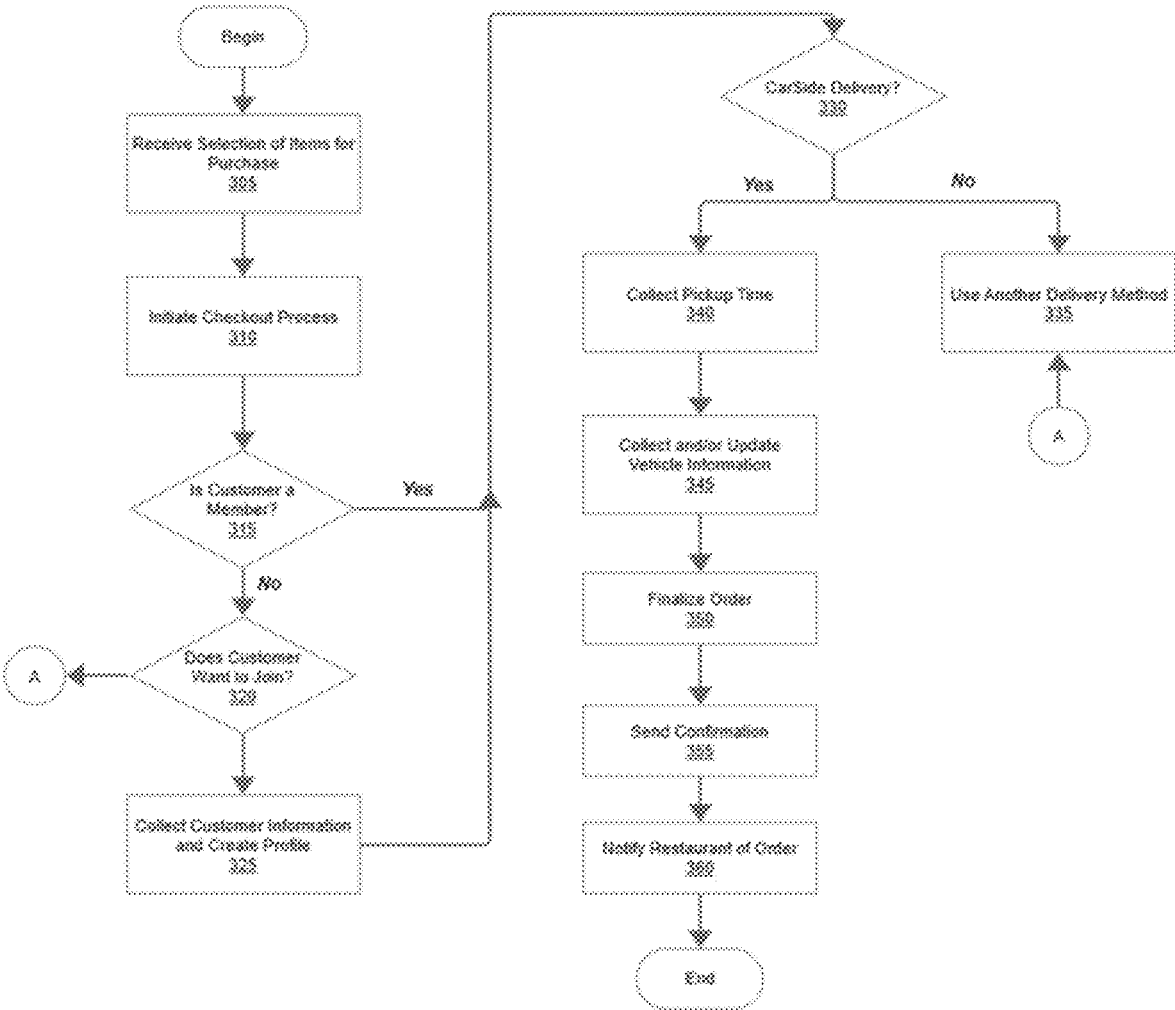 Begin
Receive Selection of Items for
Purchase
305
Initiate Checkout Process
310
Is Customer a
Member?
315
Yes
No
Does Customer
Want to Join?
320
A
Collect Customer Information
and Create Profile
325
CarSide Delivery?
330
Yes
No
Collect Pickup Time
340
Use Another Delivery Method
335
A
Collect and/or Update
Vehicle Information
345
Finalize Order
350
Send Confirmation
355
Notify Restaurant of Order
360
End